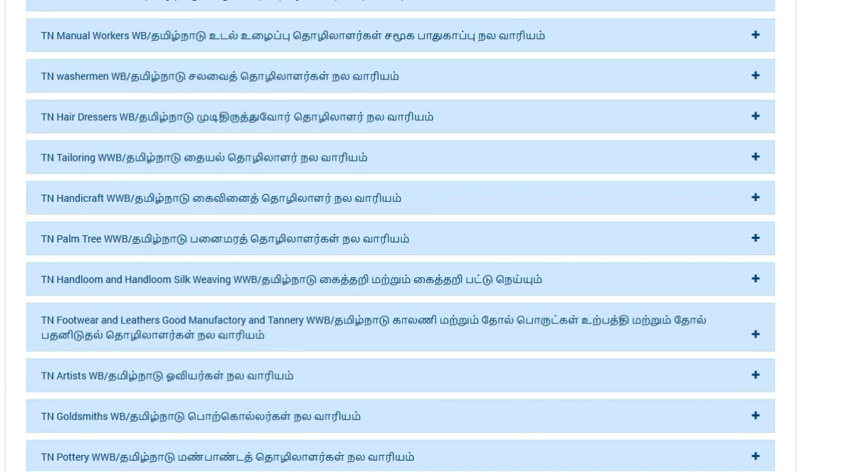 TN Manual Workers WB/தமிழ்நாடு உடல் உழைப்பு தொழிலாளர்கள் சமூக பாதுகாப்பு நல வாரியம்
TN washermen WB/தமிழ்நாடு சலவைத் தொழிலாளர்கள் நல வாரியம்
TN Hair Dressers WB/தமிழ்நாடு முடிதிருத்துவோர் தொழிலாளர் நல வாரியம்
TN Tailoring WWB/தமிழ்நாடு தையல் தொழிலாளர் நல வாரியம்
TN Handicraft WWB/தமிழ்நாடு கைவினைத் தொழிலாளர் நல வாரியம்
TN Palm Tree WWB/தமிழ்நாடு பனைமரத் தொழிலாளர்கள் நல வாரியம்
TN Handloom and Handloom Silk Weaving WWB/தமிழ்நாடு கைத்தறி மற்றும் கைத்தறி பட்டு நெய்யும்
TN Footwear and Leathers Good Manufactory and Tannery WWB/தமிழ்நாடு காலணி மற்றும் தோல் பொருட்கள் உற்பத்தி மற்றும் தோல்
பதனிடுதல் தொழிலாளர்கள் நல வாரியம்
TN Artists WB/தமிழ்நாடு ஓவியர்கள் நல வாரியம்
TN Goldsmiths WB/தமிழ்நாடு பொற்கொல்லர்கள் நல வாரியம்
TN Pottery WWB/தமிழ்நாடு மண்பாண்டத் தொழிலாளர்கள் நல வாரியம்